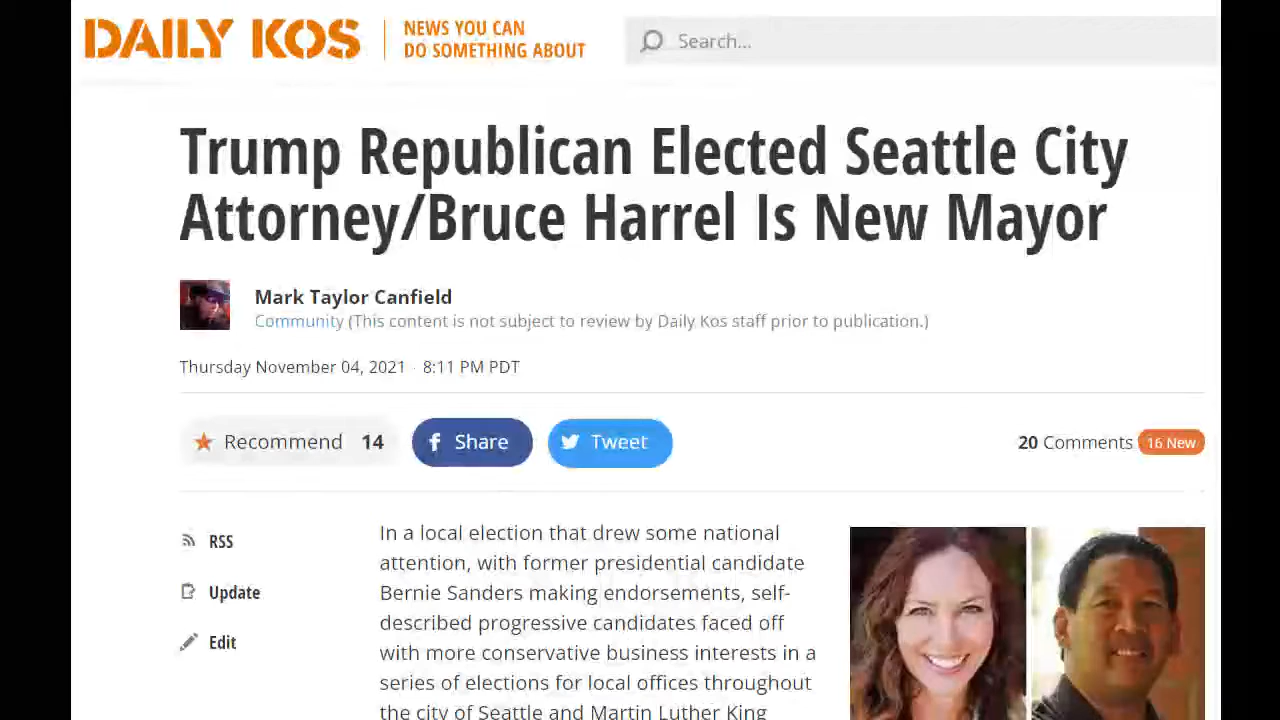 DAILY KOS
NEWS YOU CAN
DO SOMETHING ABOUT
Search...
Trump Republican Elected Seattle City
Attorney/Bruce Harrel Is New Mayor
Mark Taylor Canfield
Community (This content is not subject to review by Daily Kos staff prior to publication.)
Thursday November 04, 2021 · 8:11 PM PDT
Recommend 14
Share
Tweet
20 Comments 16 New
RSS
Update
Edit
In a local election that drew some national
attention, with former presidential candidate
Bernie Sanders making endorsements, self-
described progressive candidates faced off
with more conservative business interests in a
series of elections for local offices throughout
the city of Seattle and Martin Luther King